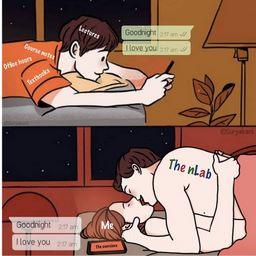 Lectures
Goodnight 2:17 am
I love you 2:17 am
Course notes
Office hours
Textbooks
©Suryakani
The nLab
Goodnight 2:17 am
I love you 2:17 am
Me
The exercises